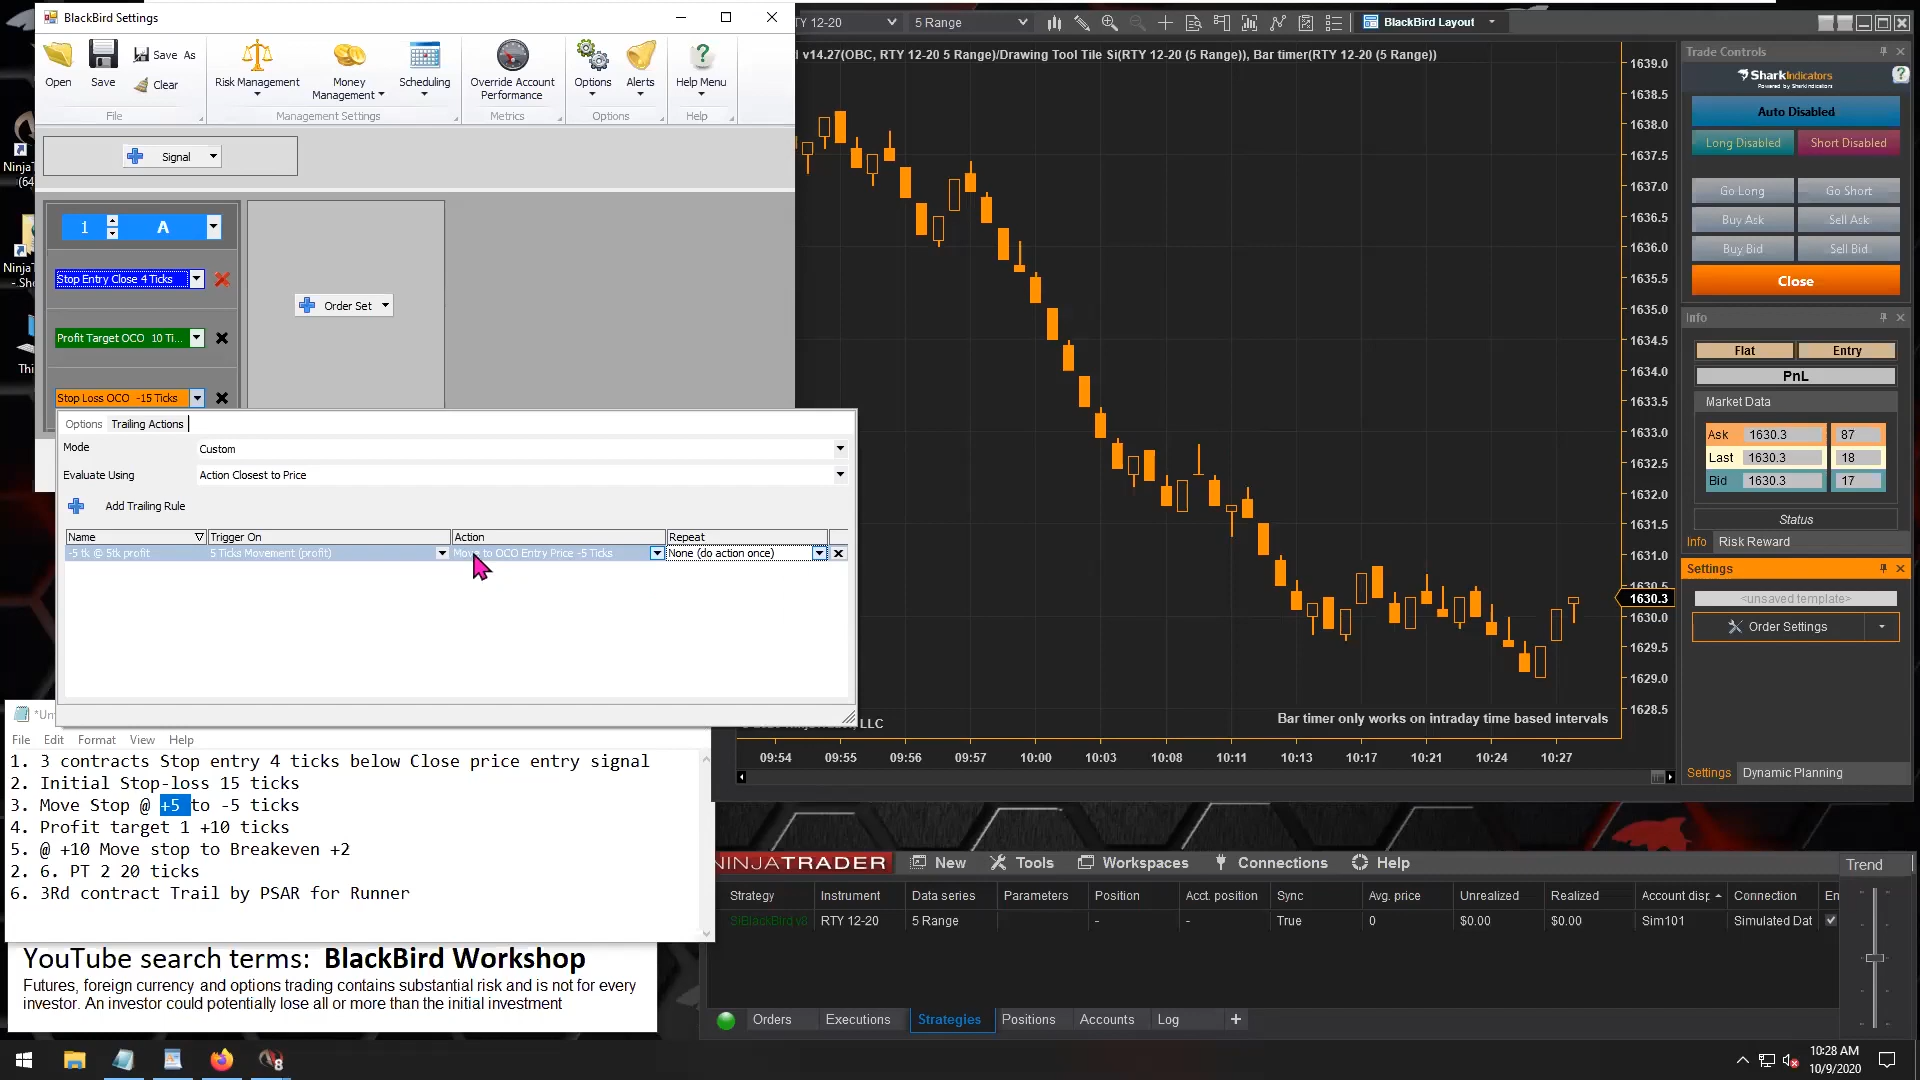 BlackBird Settings
Open
Save
Save As
Clear
Risk Management
Money Management
Scheduling
Override Account Performance
Options
Alerts
Help Menu
File
Management Settings
Metrics
Options
Help
Signal
1 A
Stop Entry Close 4 Ticks
Order Set
Profit Target OCO 10 Ti...
Stop Loss OCO -15 Ticks
Options Trailing Actions
Mode Custom
Evaluate Using Action Closest to Price
Add Trailing Rule
Name Trigger On Action Repeat
-5 tk @ 5tk profit 5 Ticks Movement (profit) Move to OCO Entry Price -5 Ticks None (do action once)
File Edit Format View Help
1. 3 contracts Stop entry 4 ticks below Close price entry signal
2. Initial Stop-loss 15 ticks
3. Move Stop @ +5 to -5 ticks
4. Profit target 1 +10 ticks
5. @ +10 Move stop to Breakeven +2
2. 6. PT 2 20 ticks
6. 3Rd contract Trail by PSAR for Runner
YouTube search terms: BlackBird Workshop
Futures, foreign currency and options trading contains substantial risk and is not for every
investor. An investor could potentially lose all or more than the initial investment
TY 12-20 5 Range BlackBird Layout
v14.27(OBC, RTY 12-20 5 Range)/Drawing Tool Tile Si(RTY 12-20 (5 Range)), Bar timer(RTY 12-20 (5 Range))
1639.0
1638.5
1638.0
1637.5
1637.0
1636.5
1636.0
1635.5
1635.0
1634.5
1634.0
1633.5
1633.0
1632.5
1632.0
1631.5
1631.0
1630.5
1630.3
1630.0
1629.5
1629.0
1628.5
LLC
Bar timer only works on intraday time based intervals
09:54 09:55 09:56 09:57 10:00 10:03 10:08 10:11 10:13 10:17 10:21 10:24 10:27
Trade Controls
SharkIndicators
Powered by SharkIndicators
Auto Disabled
Long Disabled Short Disabled
Go Long Go Short
Buy Ask Sell Ask
Buy Bid Sell Bid
Close
Info
Flat Entry
PnL
Market Data
Ask 1630.3 87
Last 1630.3 18
Bid 1630.3 17
Status
Info Risk Reward
Settings
<unsaved template>
Order Settings
Settings Dynamic Planning
NINJATRADER New Tools Workspaces Connections Help
Strategy Instrument Data series Parameters Position Acct. position Sync Avg. price Unrealized Realized Account disp Connection En
SiBlackBird v8 RTY 12-20 5 Range - - True 0 $0.00 $0.00 Sim101 Simulated Dat
Orders Executions Strategies Positions Accounts Log +
Trend
10:28 AM
10/9/2020